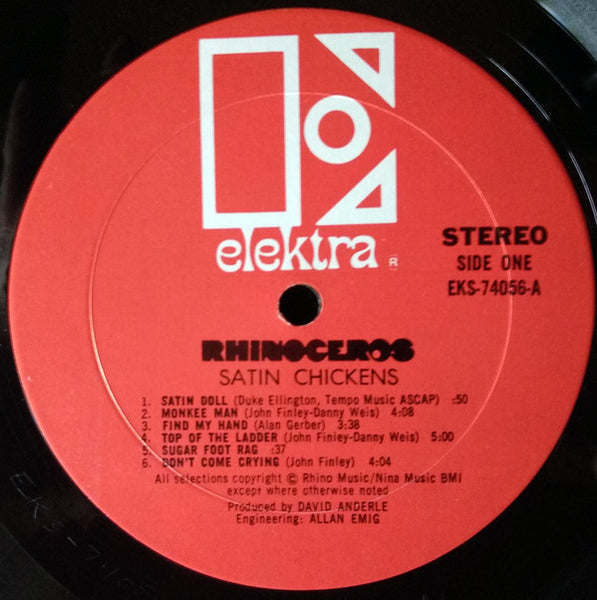 elektra ®
STEREO
SIDE ONE
EKS-74056-A
RHINOCEROS
SATIN CHICKENS
1. SATIN DOLL (Duke Ellington, Tempo Music ASCAP) :50
2. MONKEE MAN (John Finley-Danny Weis) 4:08
3. FIND MY HAND (Alan Gerber) 3:38
4. TOP OF THE LADDER (John Finley-Danny Weis) 5:00
5. SUGAR FOOT RAG :37
6. DON'T COME CRYING (John Finley) 4:04
All selections copyright © Rhino Music/Nina Music BMI
except where otherwise noted
Produced by DAVID ANDERLE
Engineering: ALLAN EMIG